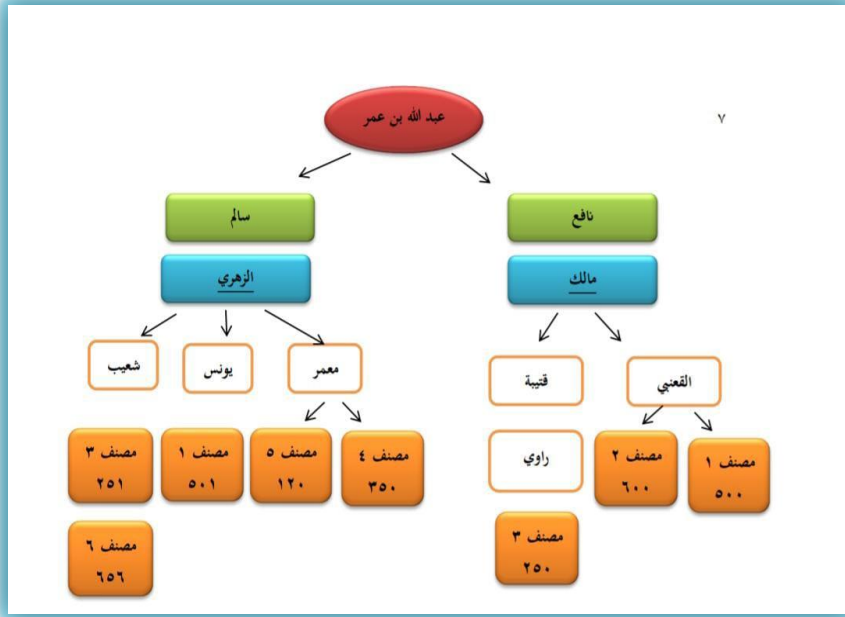 ٧
عبد الله بن عمر
نافع
سالم
مالك
الزهري
القعنبي
قتيبة
معمر
يونس
شعيب
مصنف ١
٥٠٠
مصنف ٢
٦٠٠
راوي
مصنف ٤
٣٥٠
مصنف ٥
١٢٠
مصنف ١
٥٠١
مصنف ٣
٢٥١
مصنف ٣
٢٥٠
مصنف ٦
٦٥٦